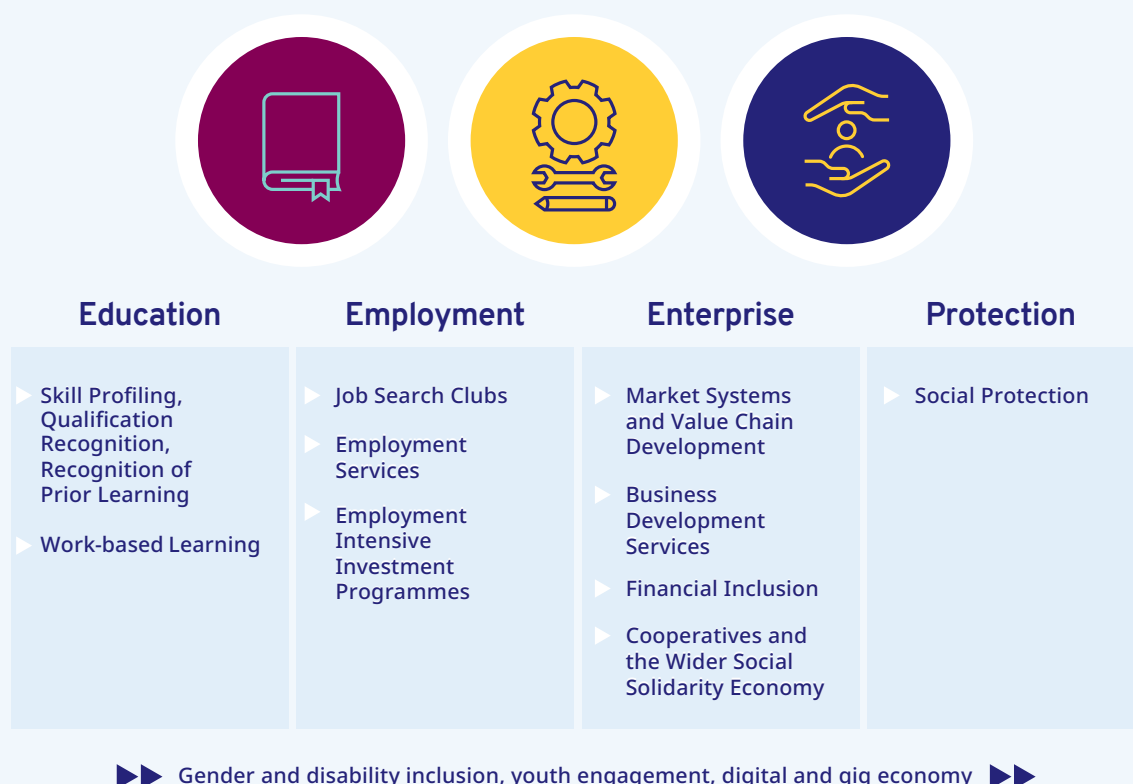 Education
Skill Profiling,
Qualification
Recognition,
Recognition of
Prior Learning
Work-based Learning
Employment
Job Search Clubs
Employment
Services
Employment
Intensive
Investment
Programmes
Enterprise
Market Systems
and Value Chain
Development
Business
Development
Services
Financial Inclusion
Cooperatives and
the Wider Social
Solidarity Economy
Protection
Social Protection
Gender and disability inclusion, youth engagement, digital and gig economy